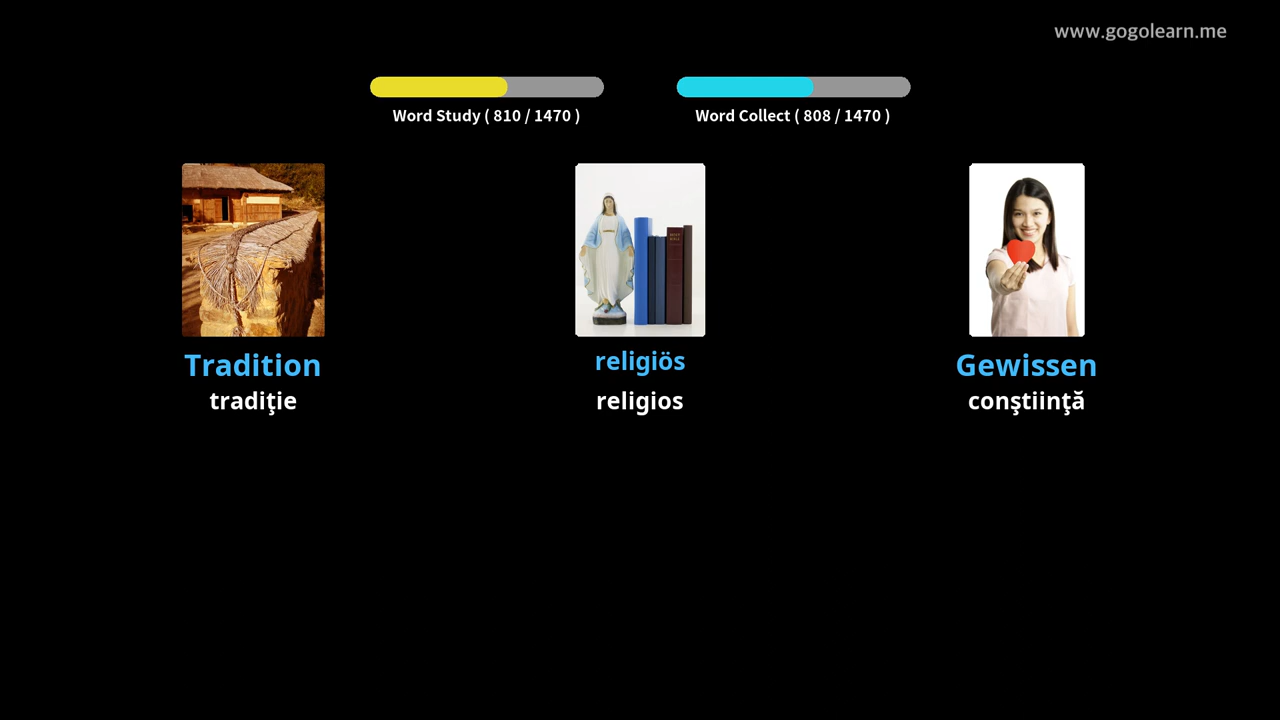 www.gogolearn.me
Word Study ( 810 / 1470 )
Word Collect ( 808 / 1470 )
Tradition
tradiţie
religiös
religios
Gewissen
conştiinţă